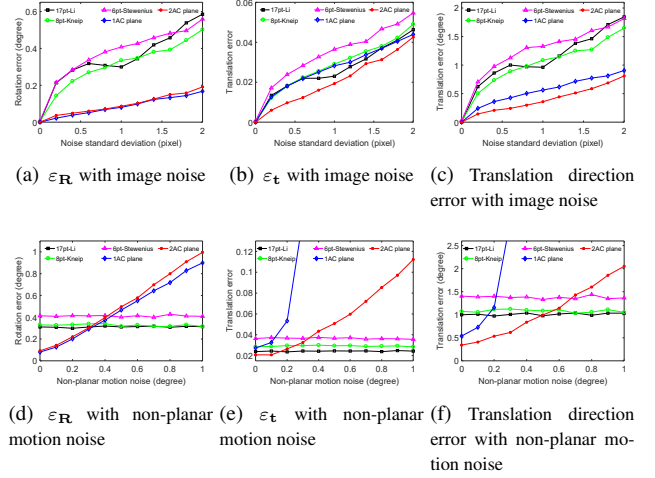 17pt-Li 6pt-Stewenius 2AC plane
8pt-Kneip 1AC plane
Rotation error (degree)
0.6
0.4
0.2
0
0 0.5 1 1.5 2
Noise standard deviation (pixel)
17pt-Li 6pt-Stewenius 2AC plane
8pt-Kneip 1AC plane
Translation error
0.06
0.04
0.02
0
0 0.5 1 1.5 2
Noise standard deviation (pixel)
17pt-Li 6pt-Stewenius 2AC plane
8pt-Kneip 1AC plane
Translation error (degree)
2
1.5
1
0.5
0
0 0.5 1 1.5 2
Noise standard deviation (pixel)
(a) εR with image noise
(b) εt with image noise
(c) Translation direction
error with image noise
17pt-Li 6pt-Stewenius 2AC plane
8pt-Kneip 1AC plane
Rotation error (degree)
1
0.8
0.6
0.4
0.2
0
0 0.2 0.4 0.6 0.8 1
Non-planar motion noise (degree)
17pt-Li 6pt-Stewenius 2AC plane
8pt-Kneip 1AC plane
Translation error
0.12
0.1
0.08
0.06
0.04
0.02
0 0.2 0.4 0.6 0.8 1
Non-planar motion noise (degree)
17pt-Li 6pt-Stewenius 2AC plane
8pt-Kneip 1AC plane
Translation error (degree)
2.5
2
1.5
1
0.5
0
0 0.2 0.4 0.6 0.8 1
Non-planar motion noise (degree)
(d) εR with non-planar
motion noise
(e) εt with non-planar
motion noise
(f) Translation direction
error with non-planar mo-
tion noise